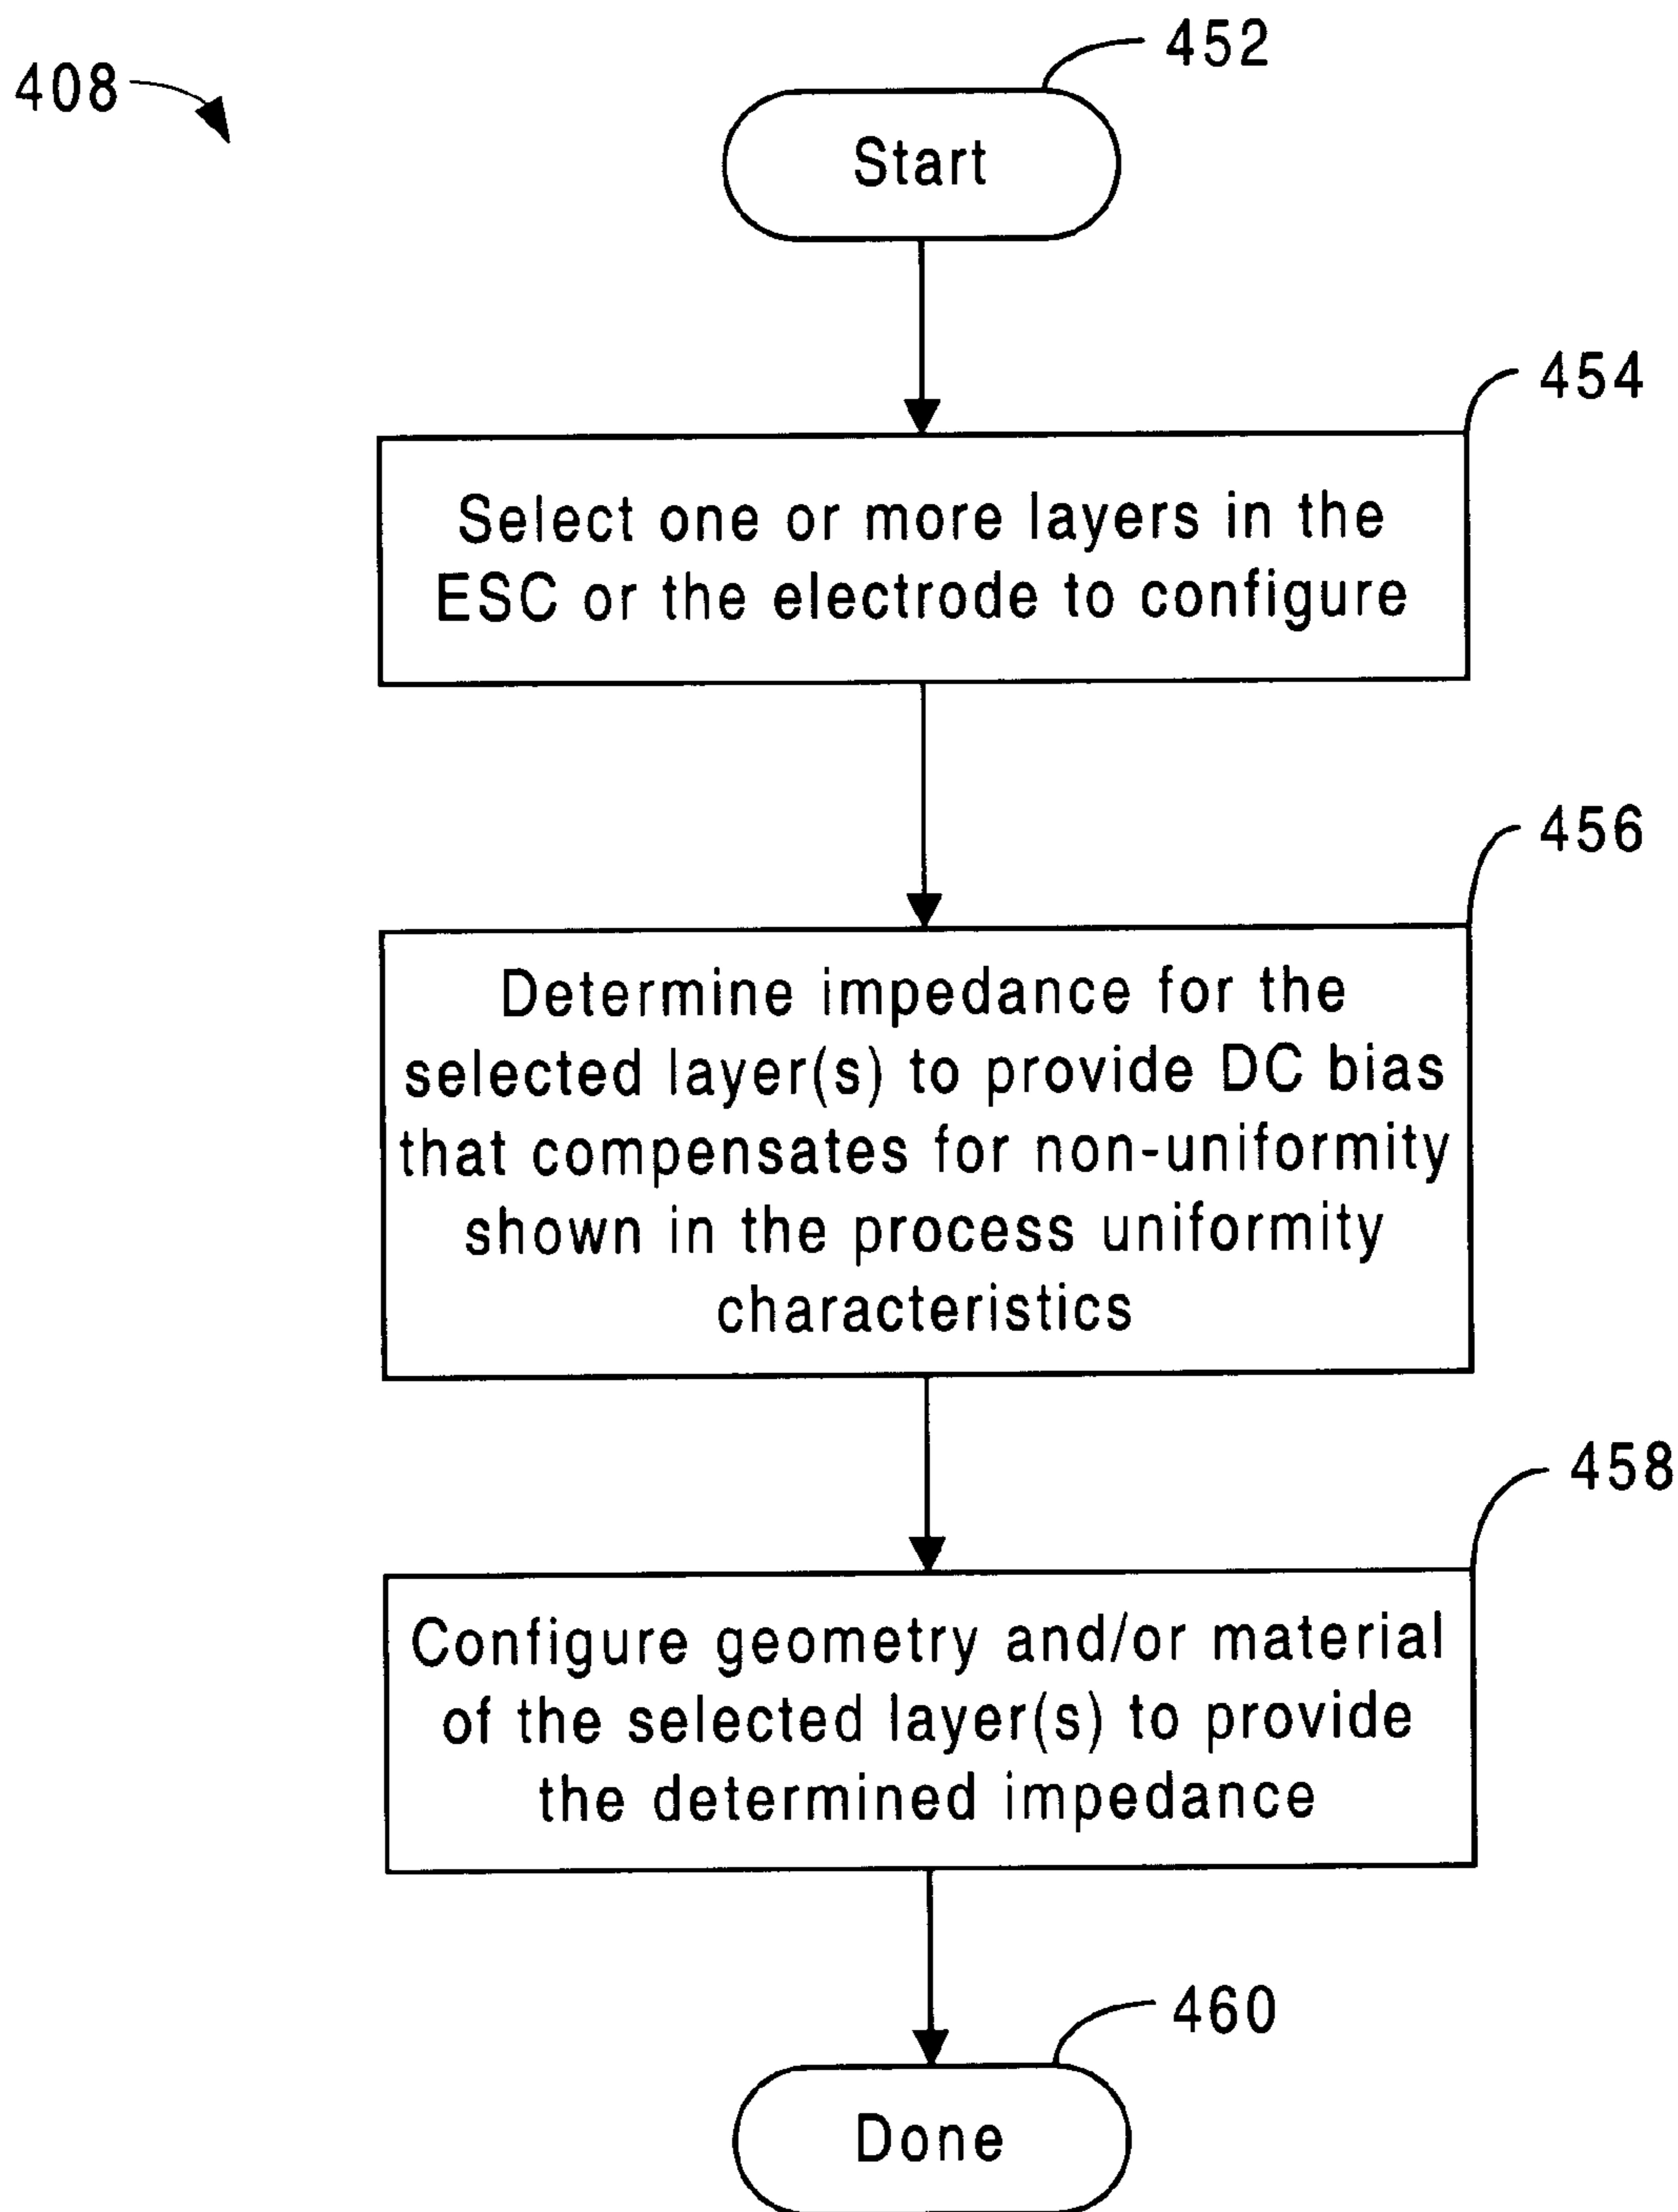 452
408
Start
454
Select one or more layers in the
ESC or the electrode to configure
456
Determine impedance for the
selected layer(s) to provide DC bias
that compensates for non-uniformity
shown in the process uniformity
characteristics
458
Configure geometry and/or material
of the selected layer(s) to provide
the determined impedance
460
Done